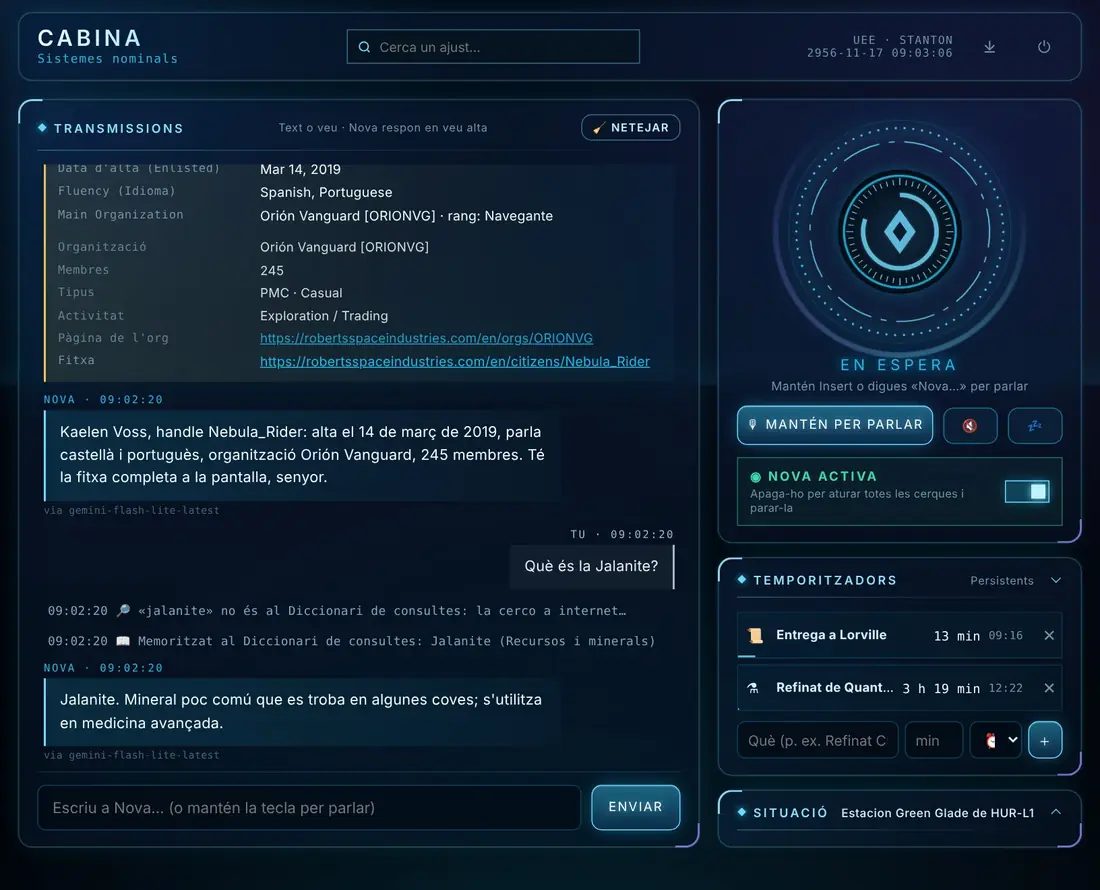 CABINA
Sistemes nominals
Cerca un ajust...
UEE · STANTON
2956-11-17 09:03:06
TRANSMISSIONS
Text o veu · Nova respon en veu alta
NETEJAR
Data d'alta (Enlisted) Mar 14, 2019
Fluency (Idioma) Spanish, Portuguese
Main Organization Orión Vanguard [ORIONVG] · rang: Navegante
Organització Orión Vanguard [ORIONVG]
Membres 245
Tipus PMC · Casual
Activitat Exploration / Trading
Pàgina de l'org https://robertsspaceindustries.com/en/orgs/ORIONVG
Fitxa https://robertsspaceindustries.com/en/citizens/Nebula_Rider
NOVA · 09:02:20
Kaelen Voss, handle Nebula_Rider: alta el 14 de març de 2019, parla
castellà i portuguès, organització Orión Vanguard, 245 membres. Té
la fitxa completa a la pantalla, senyor.
via gemini-flash-lite-latest
TU · 09:02:20
Què és la Jalanite?
09:02:20 🔎 «jalanite» no és al Diccionari de consultes: la cerco a internet…
09:02:20 📖 Memoritzat al Diccionari de consultes: Jalanite (Recursos i minerals)
NOVA · 09:02:20
Jalanite. Mineral poc comú que es troba en algunes coves; s'utilitza
en medicina avançada.
via gemini-flash-lite-latest
Escriu a Nova... (o mantén la tecla per parlar)
ENVIAR
EN ESPERA
Mantén Insert o digues «Nova...» per parlar
MANTÉN PER PARLAR
💤
NOVA ACTIVA
Apaga-ho per aturar totes les cerques i
parar-la
TEMPORITZADORS
Persistents
Entrega a Lorville 13 min 09:16 ✕
Refinat de Quant... 3 h 19 min 12:22 ✕
Què (p. ex. Refinat C
min
+
SITUACIÓ Estacion Green Glade de HUR-L1